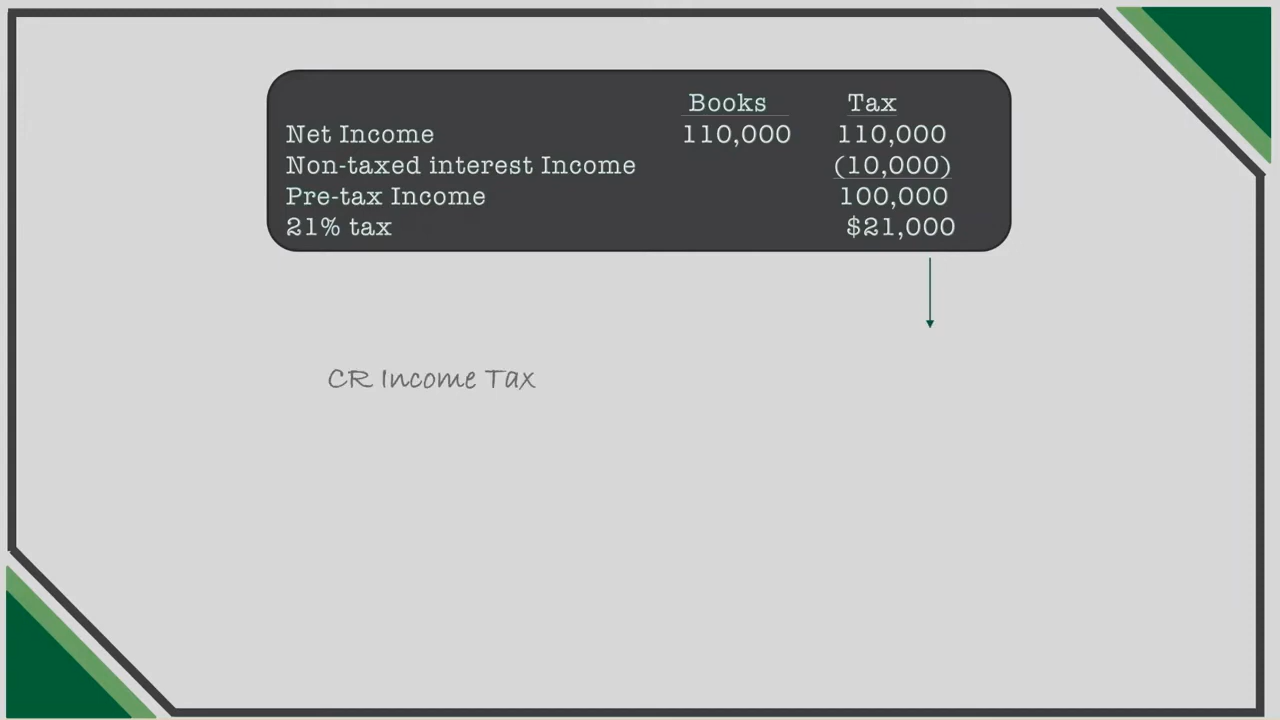 Books Tax
Net Income 110,000 110,000
Non-taxed interest Income (10,000)
Pre-tax Income 100,000
21% tax $21,000
CR Income Tax